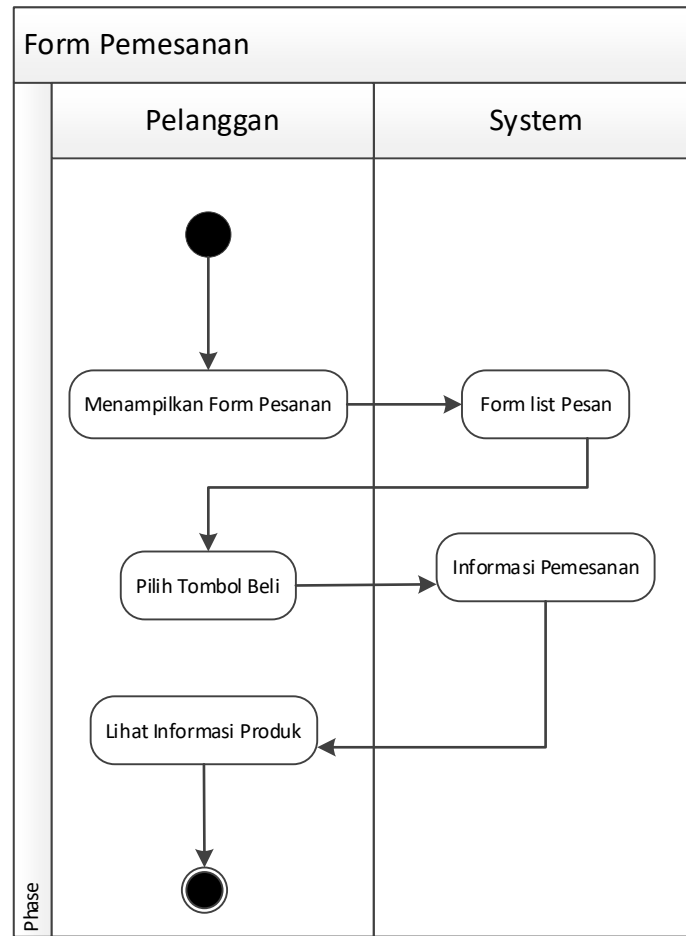 Form Pemesanan
Pelanggan
System
Menampilkan Form Pesanan
Form list Pesan
Pilih Tombol Beli
Informasi Pemesanan
Lihat Informasi Produk
Phase